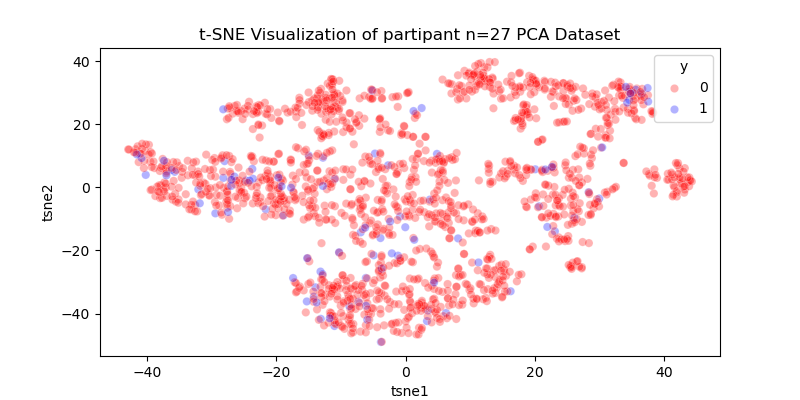 t-SNE Visualization of partipant n=27 PCA Dataset
tsne2
40
20
0
−20
−40
y
0
1
−40 −20 0 20 40
tsne1